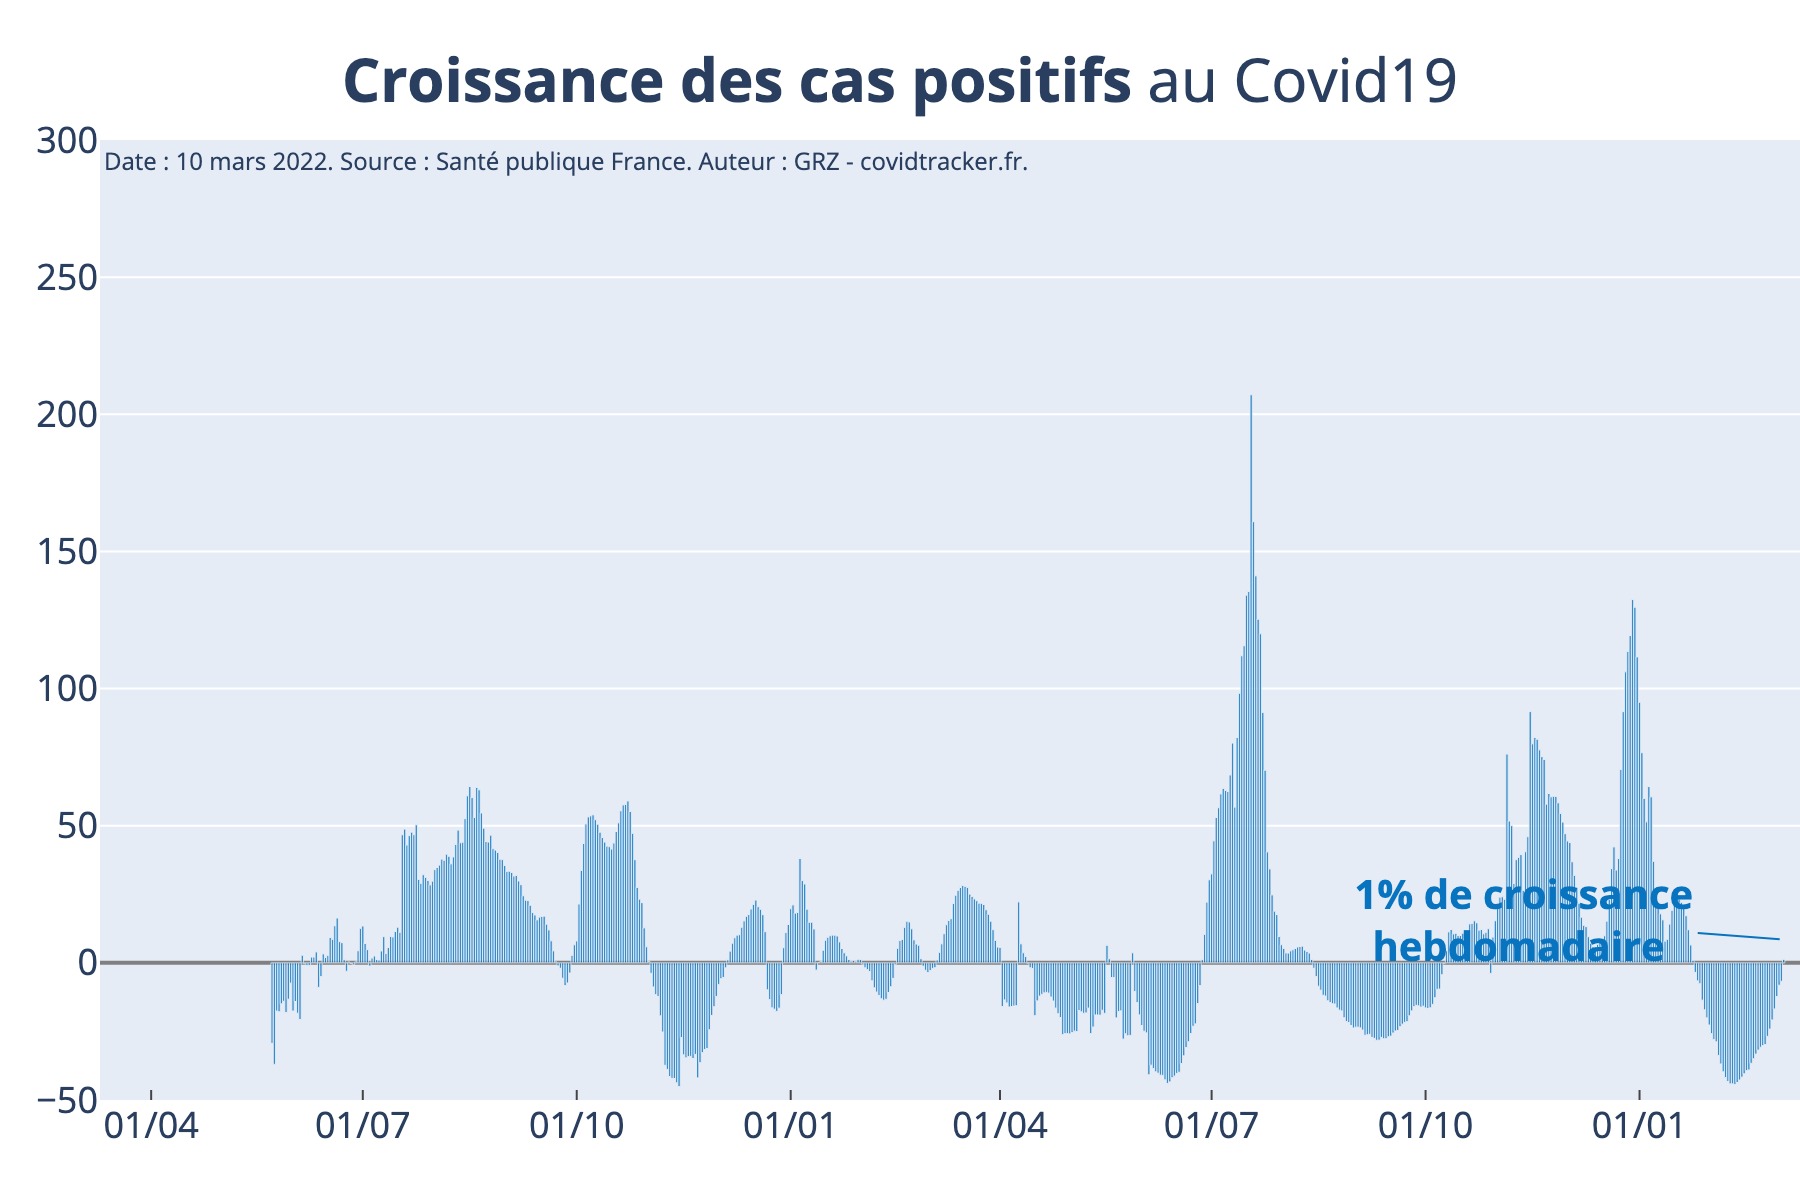 Croissance des cas positifs au Covid19
300
Date : 10 mars 2022. Source : Santé publique France. Auteur : GRZ - covidtracker.fr.
250
200
150
100
50
1% de croissance
hebdomadaire
0
−50
01/04 01/07 01/10 01/01 01/04 01/07 01/10 01/01